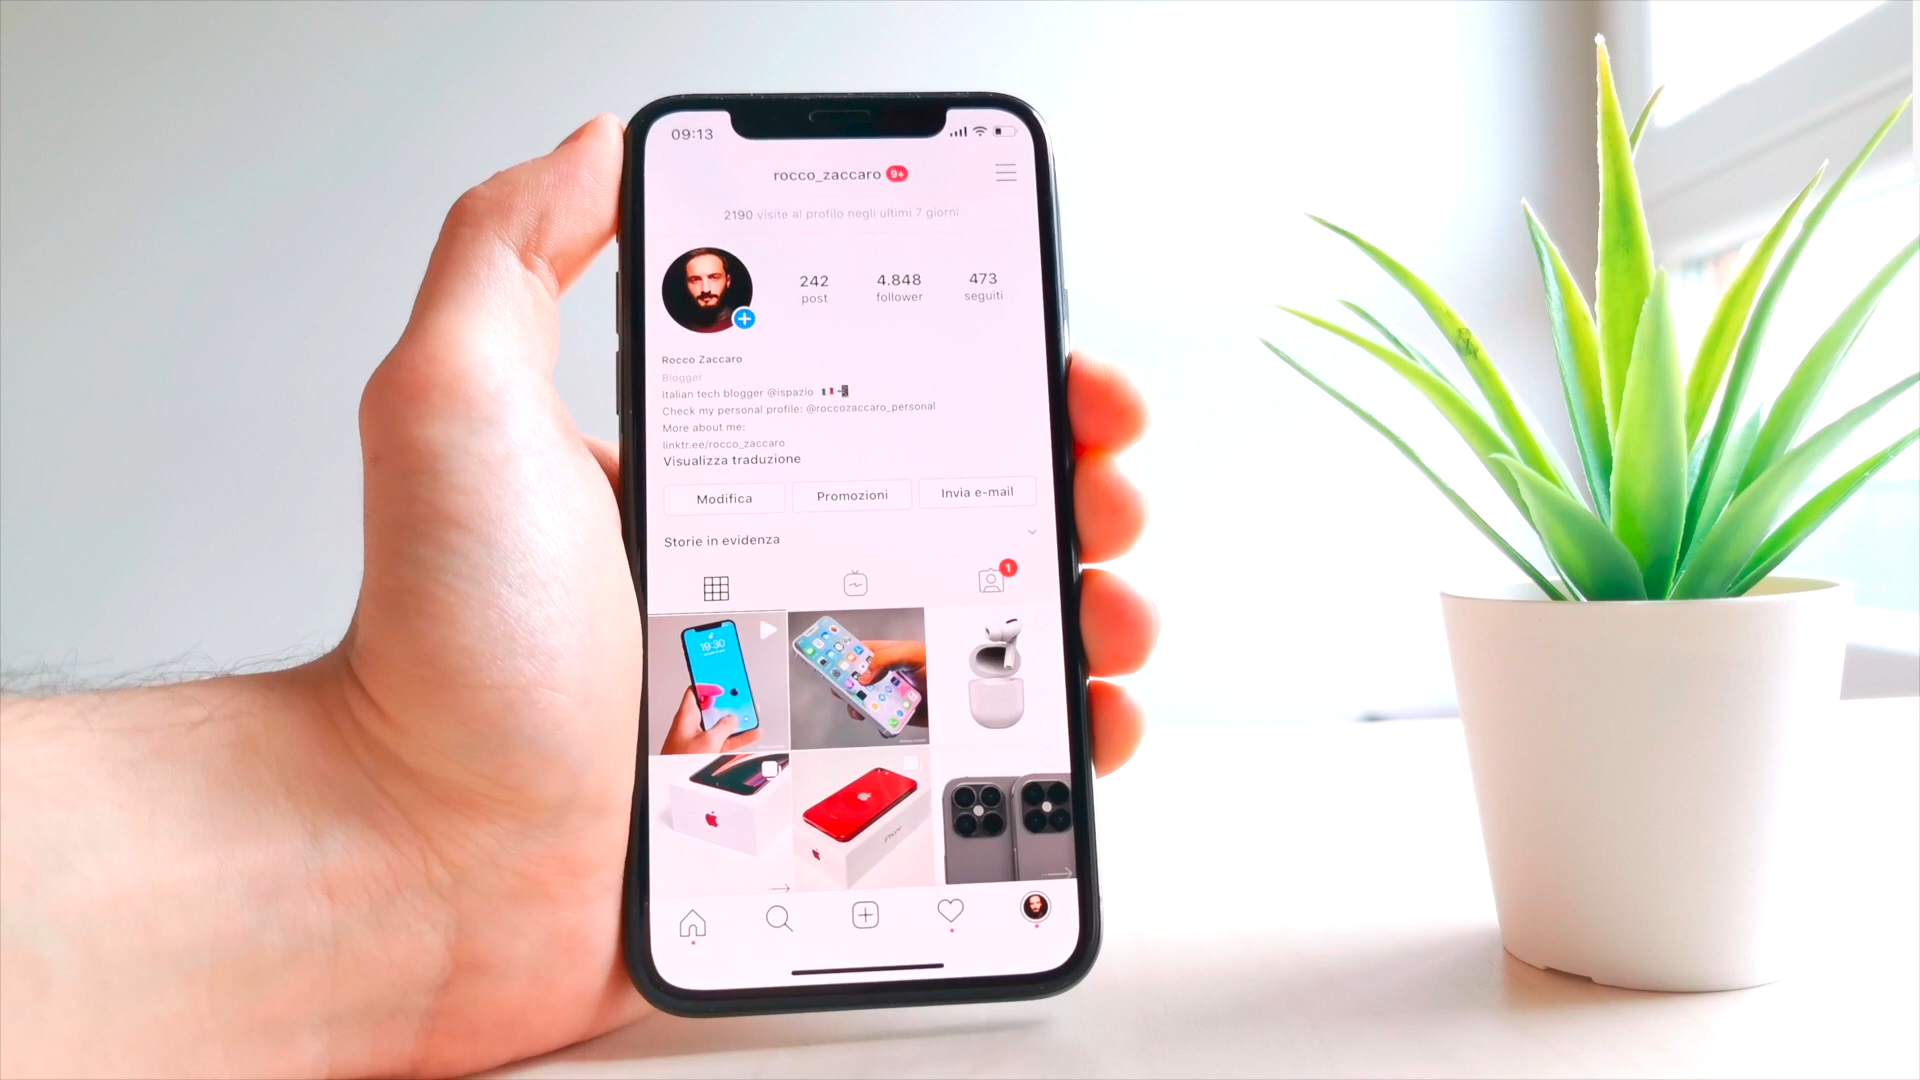 09:13
rocco_zaccaro 9+
2190 visite al profilo negli ultimi 7 giorni
242 4.848 473
post follower seguiti
Rocco Zaccaro
Blogger
Italian tech blogger @ispazio
Check my personal profile: @roccozaccaro_personal
More about me:
linktr.ee/rocco_zaccaro
Visualizza traduzione
Modifica Promozioni Invia e-mail
Storie in evidenza
1
19:30
iPhone